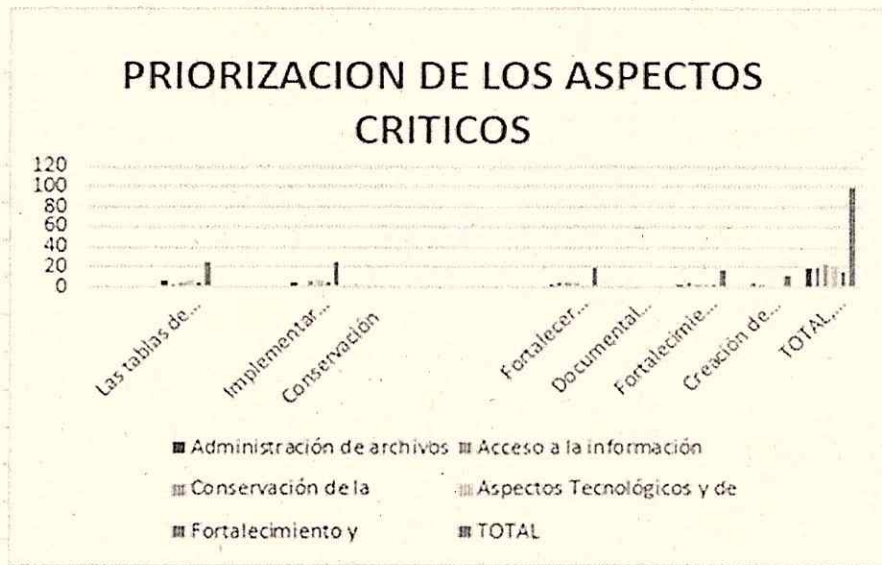 PRIORIZACION DE LOS ASPECTOS
CRITICOS
120
100
80
60
40
20
0
Las tablas de...
Implementar...
Conservación
Fortalecer...
Documental...
Fortalecimie...
Creación de...
TOTAL,...
Administración de archivos
Acceso a la información
Conservación de la
Aspectos Tecnológicos y de
Fortalecimiento y
TOTAL